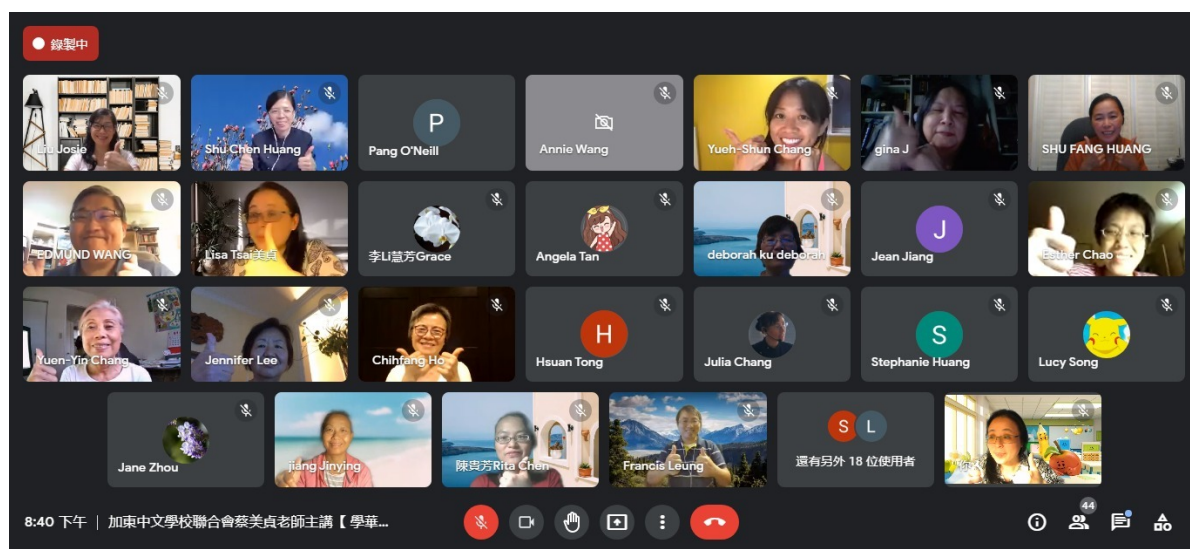 錄製中
Liu Josie
Shu Chen Huang
P
Pang O'Neill
Annie Wang
Yueh-Shun Chang
gina J
SHU FANG HUANG
EDMUND WANG
Lisa Tsai美貞
李Li慧芳Grace
Angela Tan
deborah ku deborah
J
Jean Jiang
Esther Chao
Yuen-Yin Chang
Jennifer Lee
Chihfang Ho
H
Hsuan Tong
Julia Chang
S
Stephanie Huang
Lucy Song
Jane Zhou
jiang Jinying
陳貴芳Rita Chen
Francis Leung
S L
還有另外 18 位使用者
44
8:40 下午 | 加東中文學校聯合會蔡美貞老師主講【 學華...